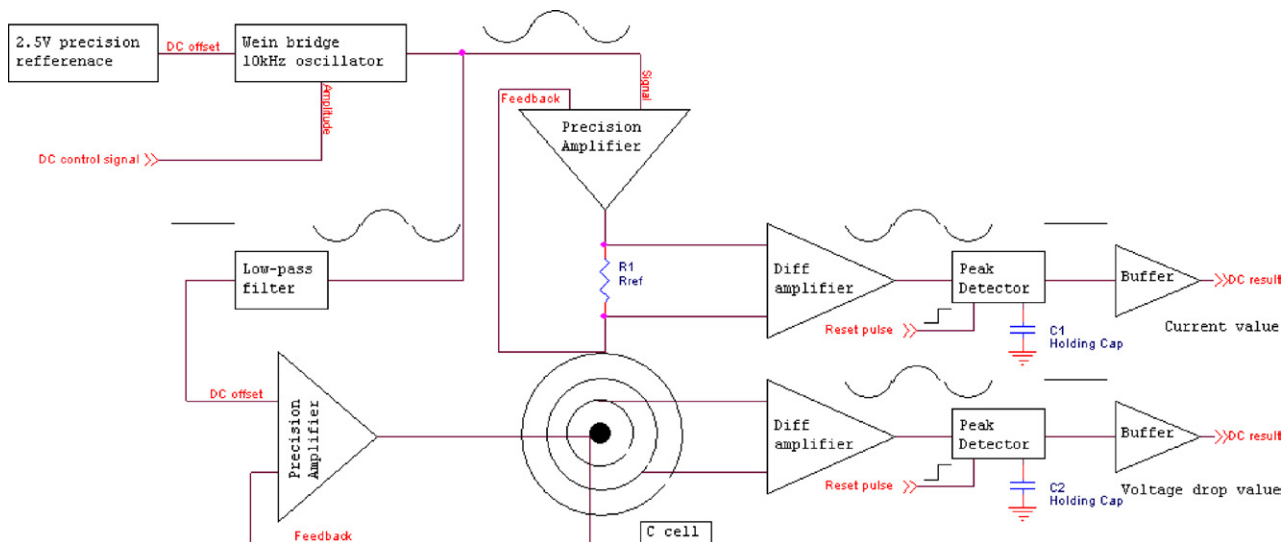 2.5V precision
refferenace
DC offset
Wein bridge
10kHz oscillator
Amplitude
DC control signal
Signal
Feedback
Precision
Amplifier
Low-pass
filter
R1
Rref
Diff
amplifier
Peak
Detector
Buffer
DC result
Reset pulse
C1
Holding Cap
Current value
DC offset
Precision
Amplifier
Feedback
C cell
Diff
amplifier
Peak
Detector
Buffer
DC result
Reset pulse
C2
Holding Cap
Voltage drop value